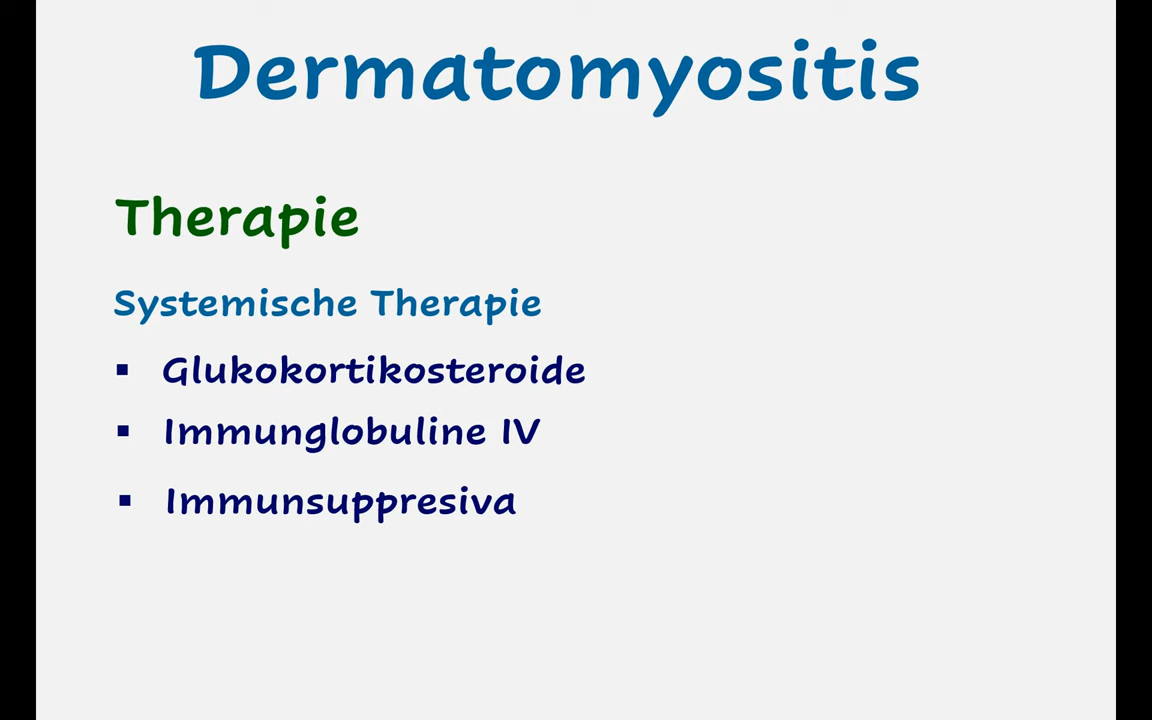 Dermatomyositis
Therapie
Systemische Therapie
▪ Glukokortikosteroide
▪ Immunglobuline IV
▪ Immunsuppresiva